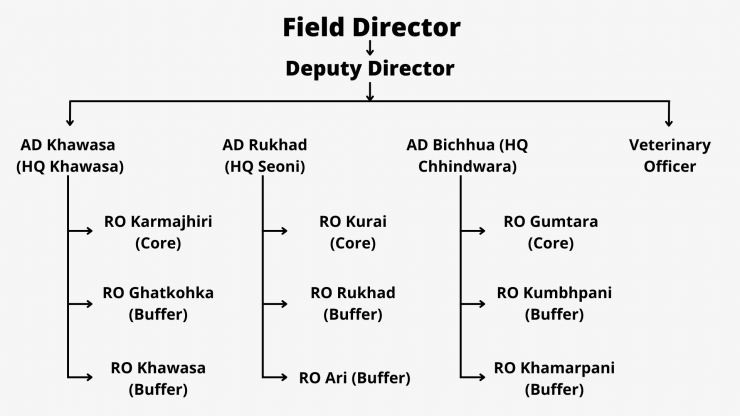 Field Director
Deputy Director
AD Khawasa
(HQ Khawasa)
AD Rukhad
(HQ Seoni)
AD Bichhua (HQ
Chhindwara)
Veterinary
Officer
RO Karmajhiri
(Core)
RO Kurai
(Core)
RO Gumtara
(Core)
RO Ghatkohka
(Buffer)
RO Rukhad
(Buffer)
RO Kumbhpani
(Buffer)
RO Khawasa
(Buffer)
RO Ari (Buffer)
RO Khamarpani
(Buffer)